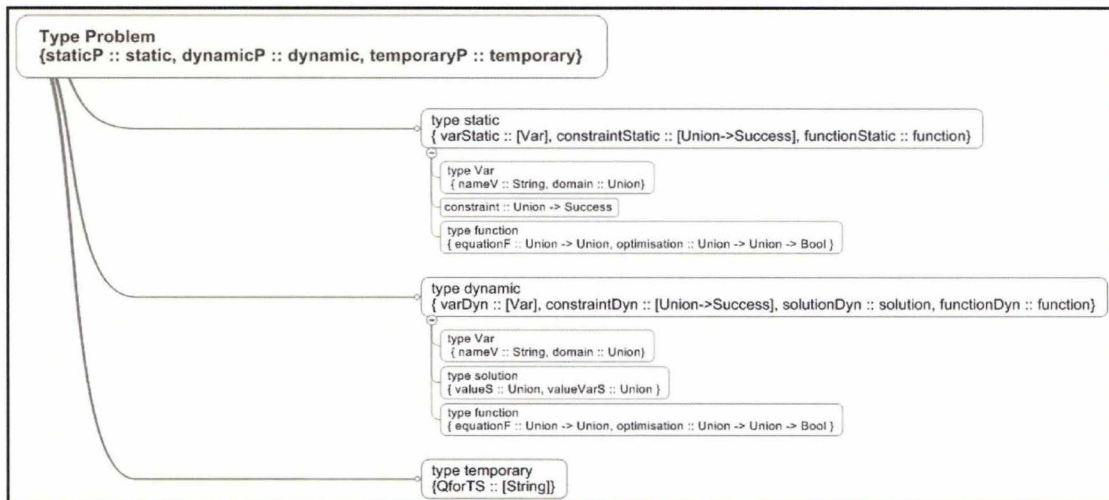 Type Problem
{staticP :: static, dynamicP :: dynamic, temporaryP :: temporary}
type static
{ varStatic :: [Var], constraintStatic :: [Union->Success], functionStatic :: function}
type Var
{ nameV :: String, domain :: Union}
constraint :: Union -> Success
type function
{ equationF :: Union -> Union, optimisation :: Union -> Union -> Bool }
type dynamic
{ varDyn :: [Var], constraintDyn :: [Union->Success], solutionDyn :: solution, functionDyn :: function}
type Var
{ nameV :: String, domain :: Union}
type solution
{ valueS :: Union, valueVarS :: Union }
type function
{ equationF :: Union -> Union, optimisation :: Union -> Union -> Bool }
type temporary
{QforTS :: [String]}